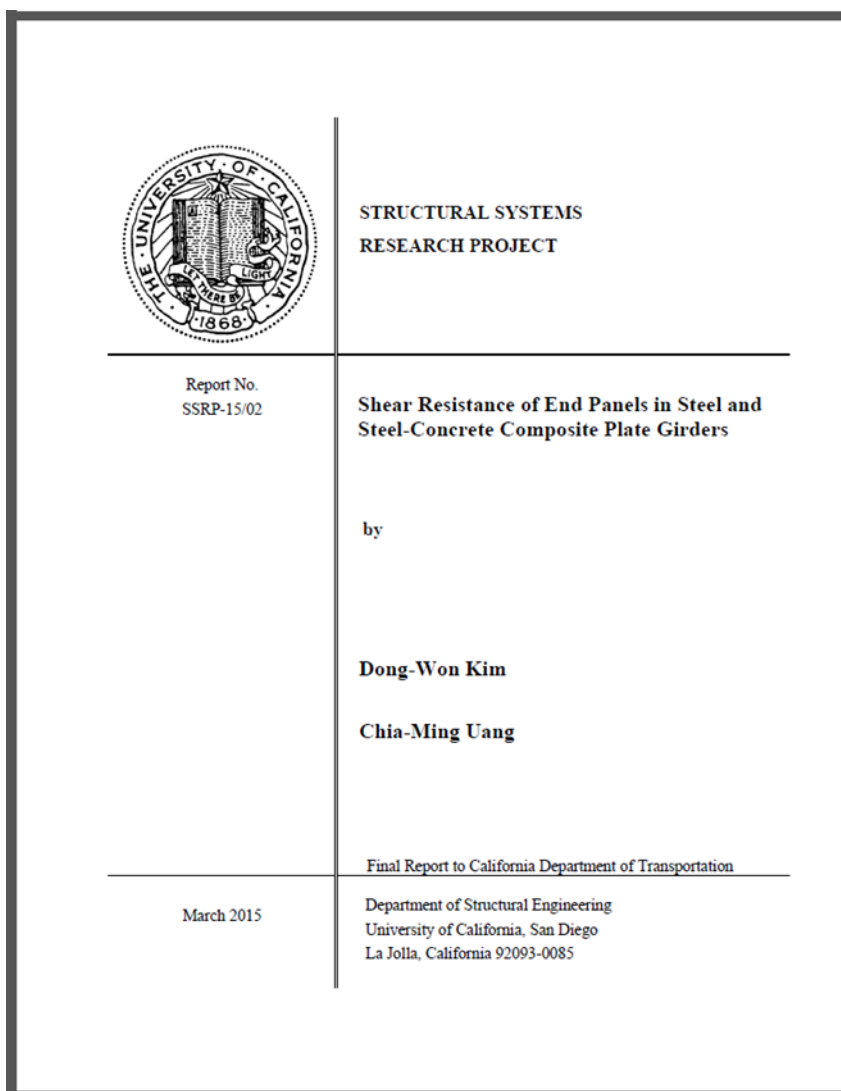 THE · UNIVERSITY · OF · CALIFORNIA ·
LET THERE BE LIGHT
· 1868 ·
STRUCTURAL SYSTEMS
RESEARCH PROJECT
Report No.
SSRP-15/02
Shear Resistance of End Panels in Steel and
Steel-Concrete Composite Plate Girders
by
Dong-Won Kim
Chia-Ming Uang
Final Report to California Department of Transportation
March 2015
Department of Structural Engineering
University of California, San Diego
La Jolla, California 92093-0085